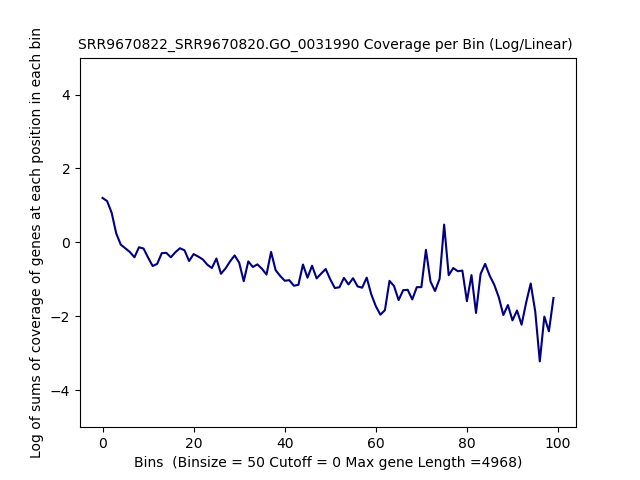 SRR9670822_SRR9670820.GO_0031990 Coverage per Bin (Log/Linear)
Log of sums of coverage of genes at each position in each bin
4
2
0
−2
−4
0 20 40 60 80 100
Bins  (Binsize = 50 Cutoff = 0 Max gene Length =4968)